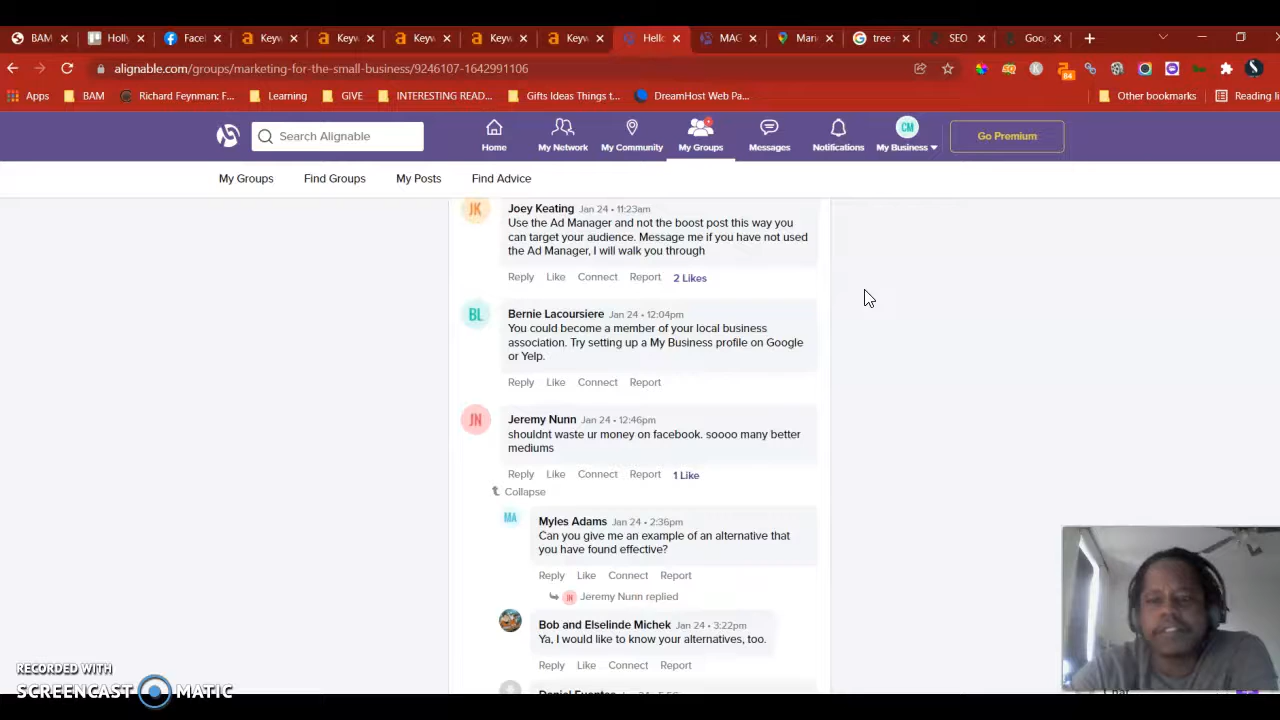 BAM
Holly
Face
Keyw
Keyw
Keyw
Keyw
Keyw
Hello
MAG
Mari
tree
SEO
Goo
alignable.com/groups/marketing-for-the-small-business/9246107-1642991106
84
Apps
BAM
Richard Feynman: F...
Learning
GIVE
INTERESTING READ...
Gifts Ideas Things t...
DreamHost Web Pa...
Other bookmarks
Reading li
Search Alignable
Home
My Network
My Community
My Groups
Messages
Notifications
CM
My Business
Go Premium
My Groups
Find Groups
My Posts
Find Advice
JK
Joey Keating Jan 24 • 11:23am
Use the Ad Manager and not the boost post this way you
can target your audience. Message me if you have not used
the Ad Manager, I will walk you through
Reply Like Connect Report 2 Likes
BL
Bernie Lacoursiere Jan 24 • 12:04pm
You could become a member of your local business
association. Try setting up a My Business profile on Google
or Yelp.
Reply Like Connect Report
JN
Jeremy Nunn Jan 24 • 12:46pm
shouldnt waste ur money on facebook. soooo many better
mediums
Reply Like Connect Report 1 Like
Collapse
MA
Myles Adams Jan 24 • 2:36pm
Can you give me an example of an alternative that
you have found effective?
Reply Like Connect Report
JN Jeremy Nunn replied
Bob and Elselinde Michek Jan 24 • 3:22pm
Ya, I would like to know your alternatives, too.
Reply Like Connect Report
RECORDED WITH
SCREENCAST MATIC